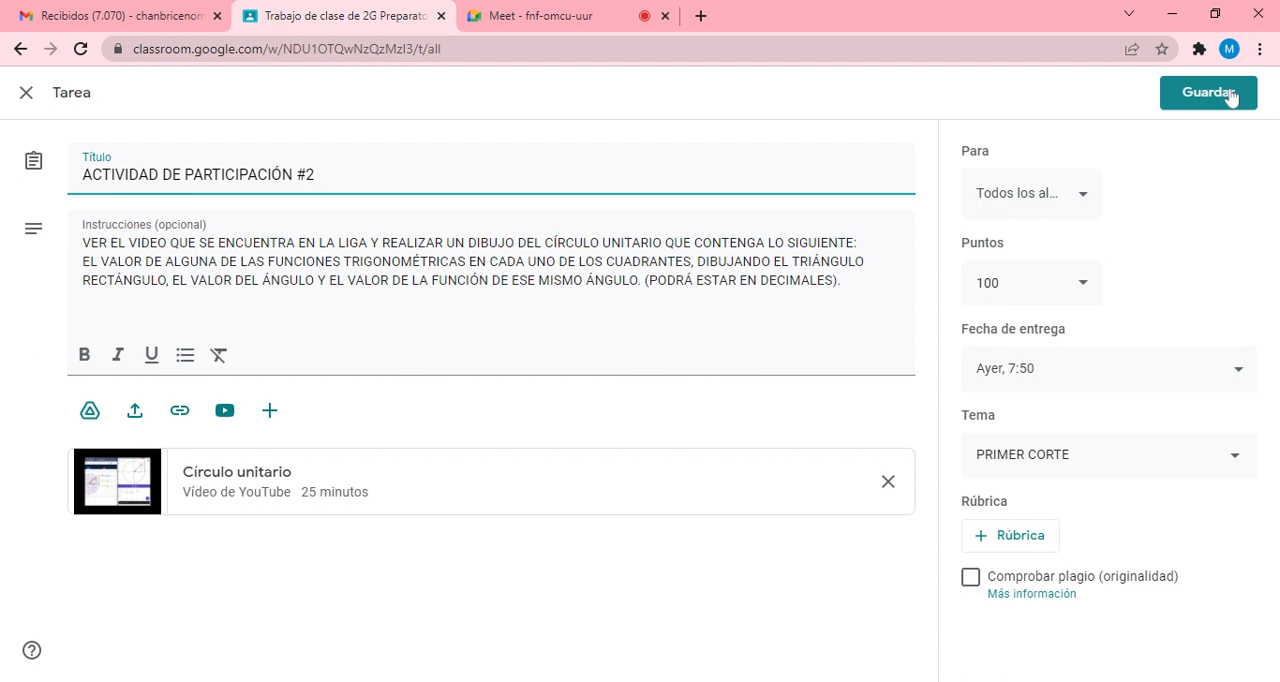 Recibidos (7.070) - chanbricenom
Trabajo de clase de 2G Preparato
Meet - fnf-omcu-uur
classroom.google.com/w/NDU1OTQwNzQzMzI3/t/all
M
Tarea
Guardar
Título
ACTIVIDAD DE PARTICIPACIÓN #2
Instrucciones (opcional)
VER EL VIDEO QUE SE ENCUENTRA EN LA LIGA Y REALIZAR UN DIBUJO DEL CÍRCULO UNITARIO QUE CONTENGA LO SIGUIENTE:
EL VALOR DE ALGUNA DE LAS FUNCIONES TRIGONOMÉTRICAS EN CADA UNO DE LOS CUADRANTES, DIBUJANDO EL TRIÁNGULO
RECTÁNGULO, EL VALOR DEL ÁNGULO Y EL VALOR DE LA FUNCIÓN DE ESE MISMO ÁNGULO. (PODRÁ ESTAR EN DECIMALES).
B I U
Círculo unitario
Vídeo de YouTube 25 minutos
Para
Todos los al...
Puntos
100
Fecha de entrega
Ayer, 7:50
Tema
PRIMER CORTE
Rúbrica
+ Rúbrica
Comprobar plagio (originalidad)
Más información